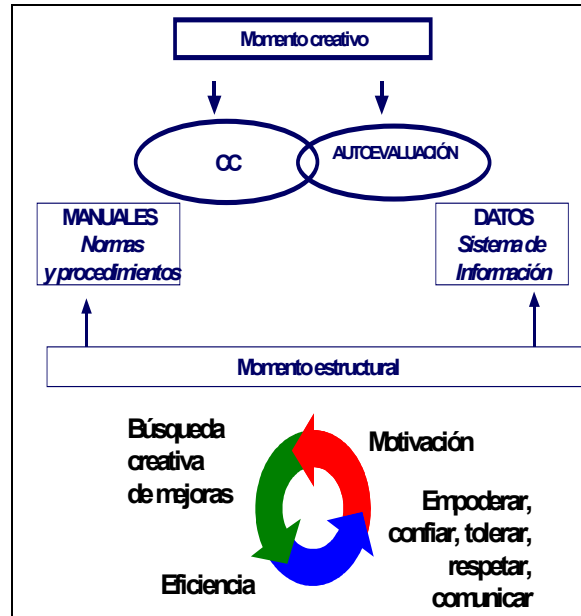 Momento creativo
CC
AUTOEVALUACIÓN
MANUALES
Normas
y procedimientos
DATOS
Sistema de
Información
Momento estructural
Búsqueda
creativa
de mejoras
Motivación
Empoderar,
confiar, tolerar,
respetar,
comunicar
Eficiencia